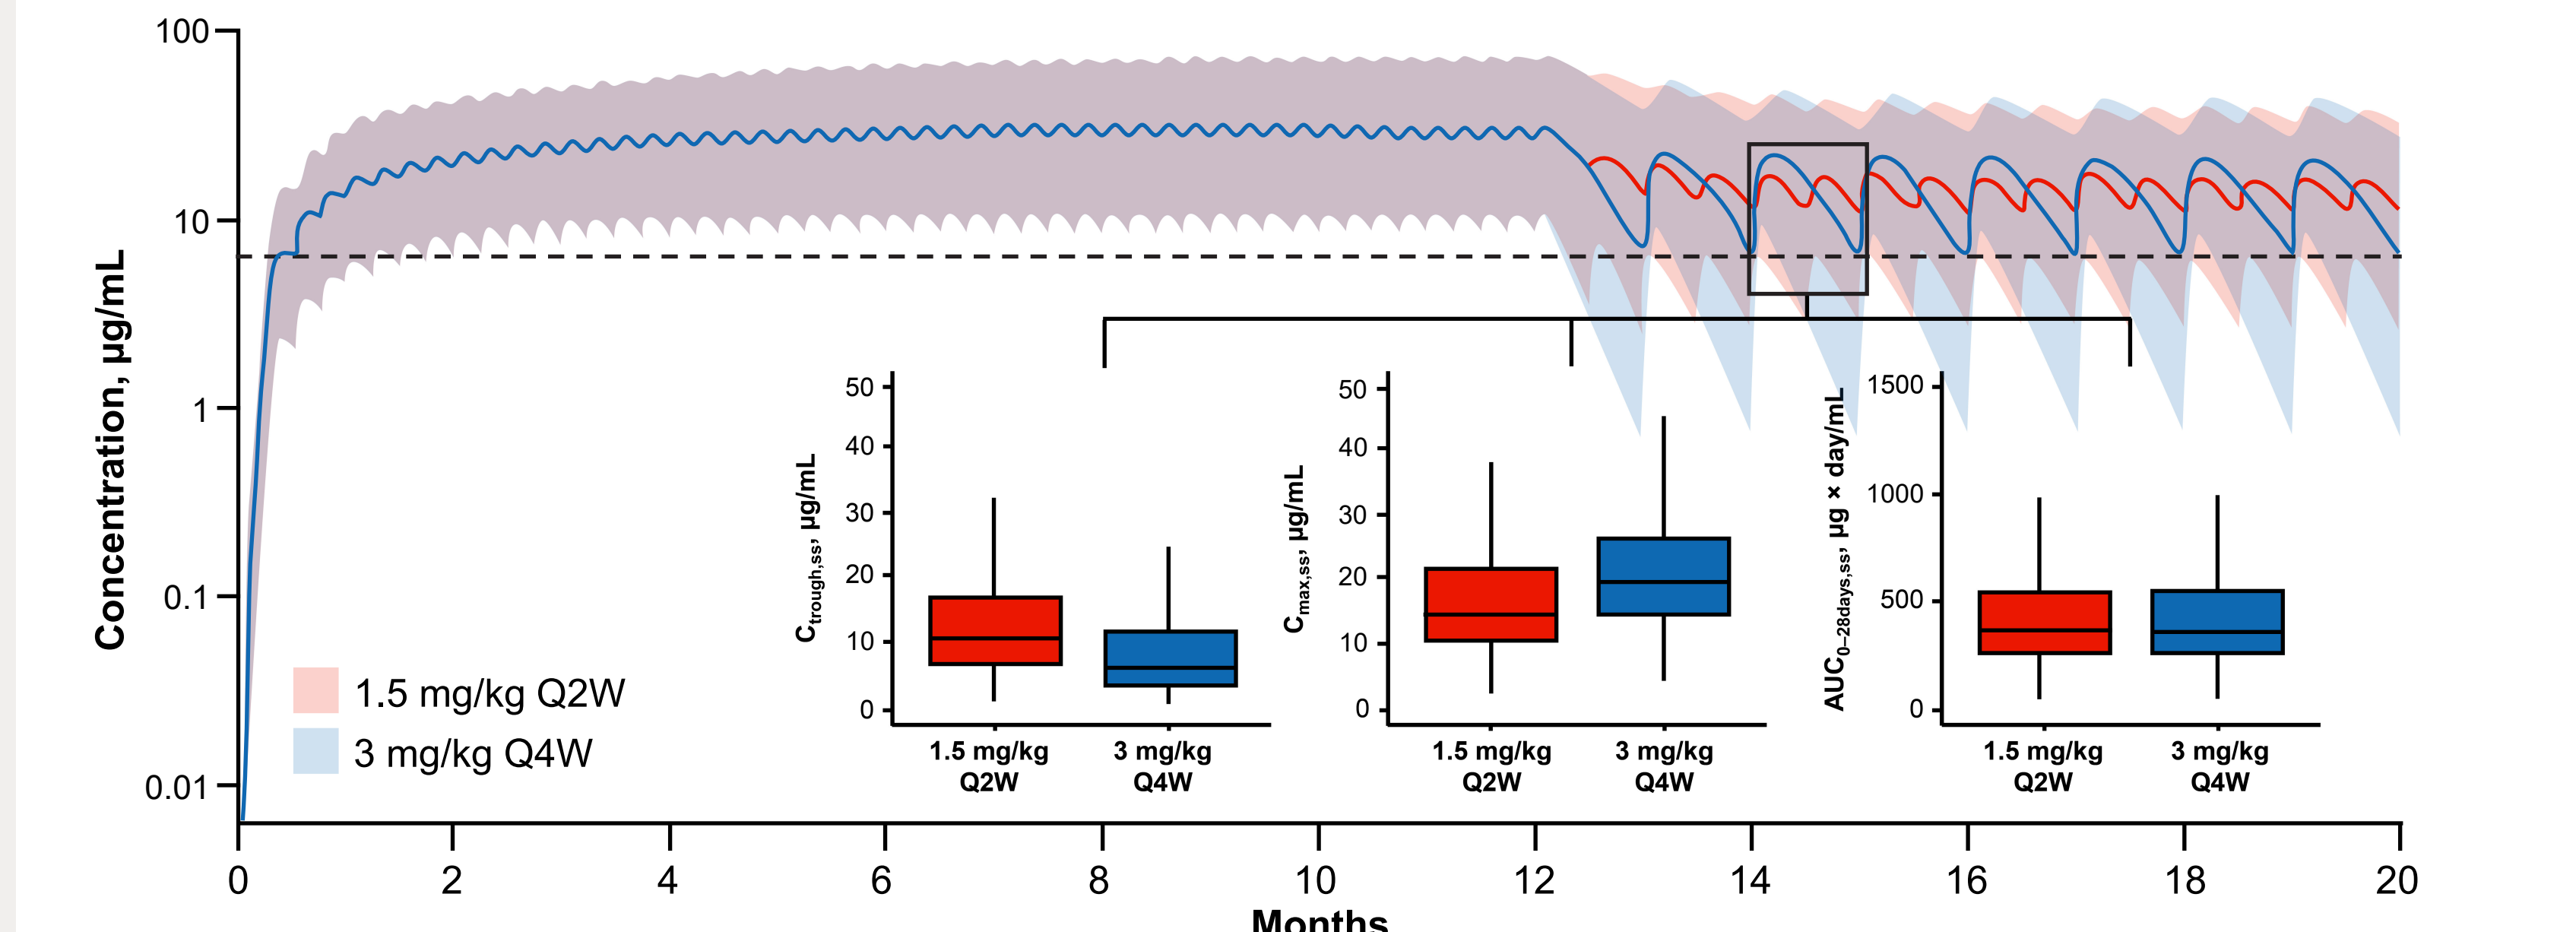 100
10
1
0.1
0.01
Concentration, µg/mL
1.5 mg/kg Q2W
3 mg/kg Q4W
50
40
30
20
10
0
Ctrough,ss, µg/mL
1.5 mg/kg
Q2W
3 mg/kg
Q4W
50
40
30
20
10
0
Cmax,ss, µg/mL
1.5 mg/kg
Q2W
3 mg/kg
Q4W
1500
1000
500
0
AUC0–28days,ss, µg × day/mL
1.5 mg/kg
Q2W
3 mg/kg
Q4W
0 2 4 6 8 10 12 14 16 18 20
Months